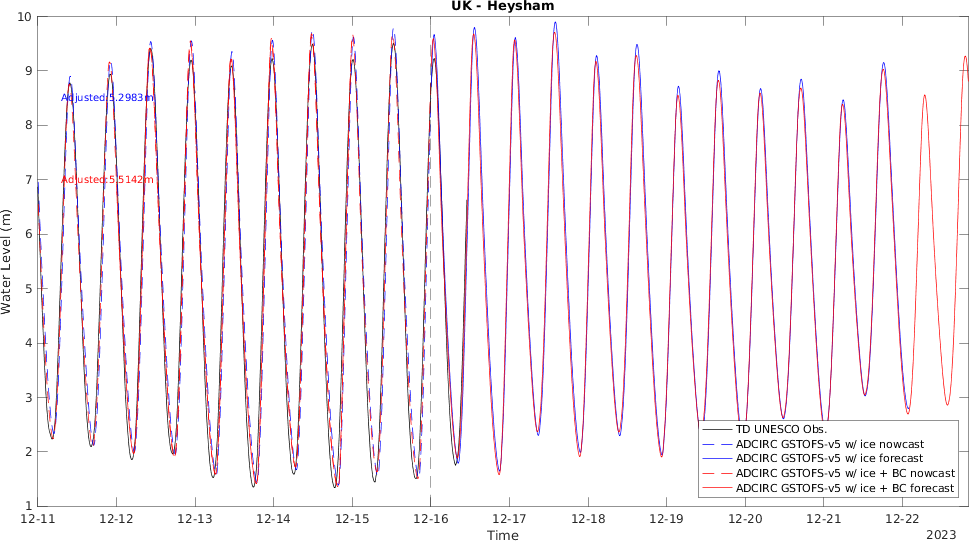 UK - Heysham
10
9
8
7
6
5
4
3
2
1
Water Level (m)
Adjusted:5.2983m
Adjusted:5.5142m
TD UNESCO Obs.
ADCIRC GSTOFS-v5 w/ ice nowcast
ADCIRC GSTOFS-v5 w/ ice forecast
ADCIRC GSTOFS-v5 w/ ice + BC nowcast
ADCIRC GSTOFS-v5 w/ ice + BC forecast
12-11 12-12 12-13 12-14 12-15 12-16 12-17 12-18 12-19 12-20 12-21 12-22
Time
2023